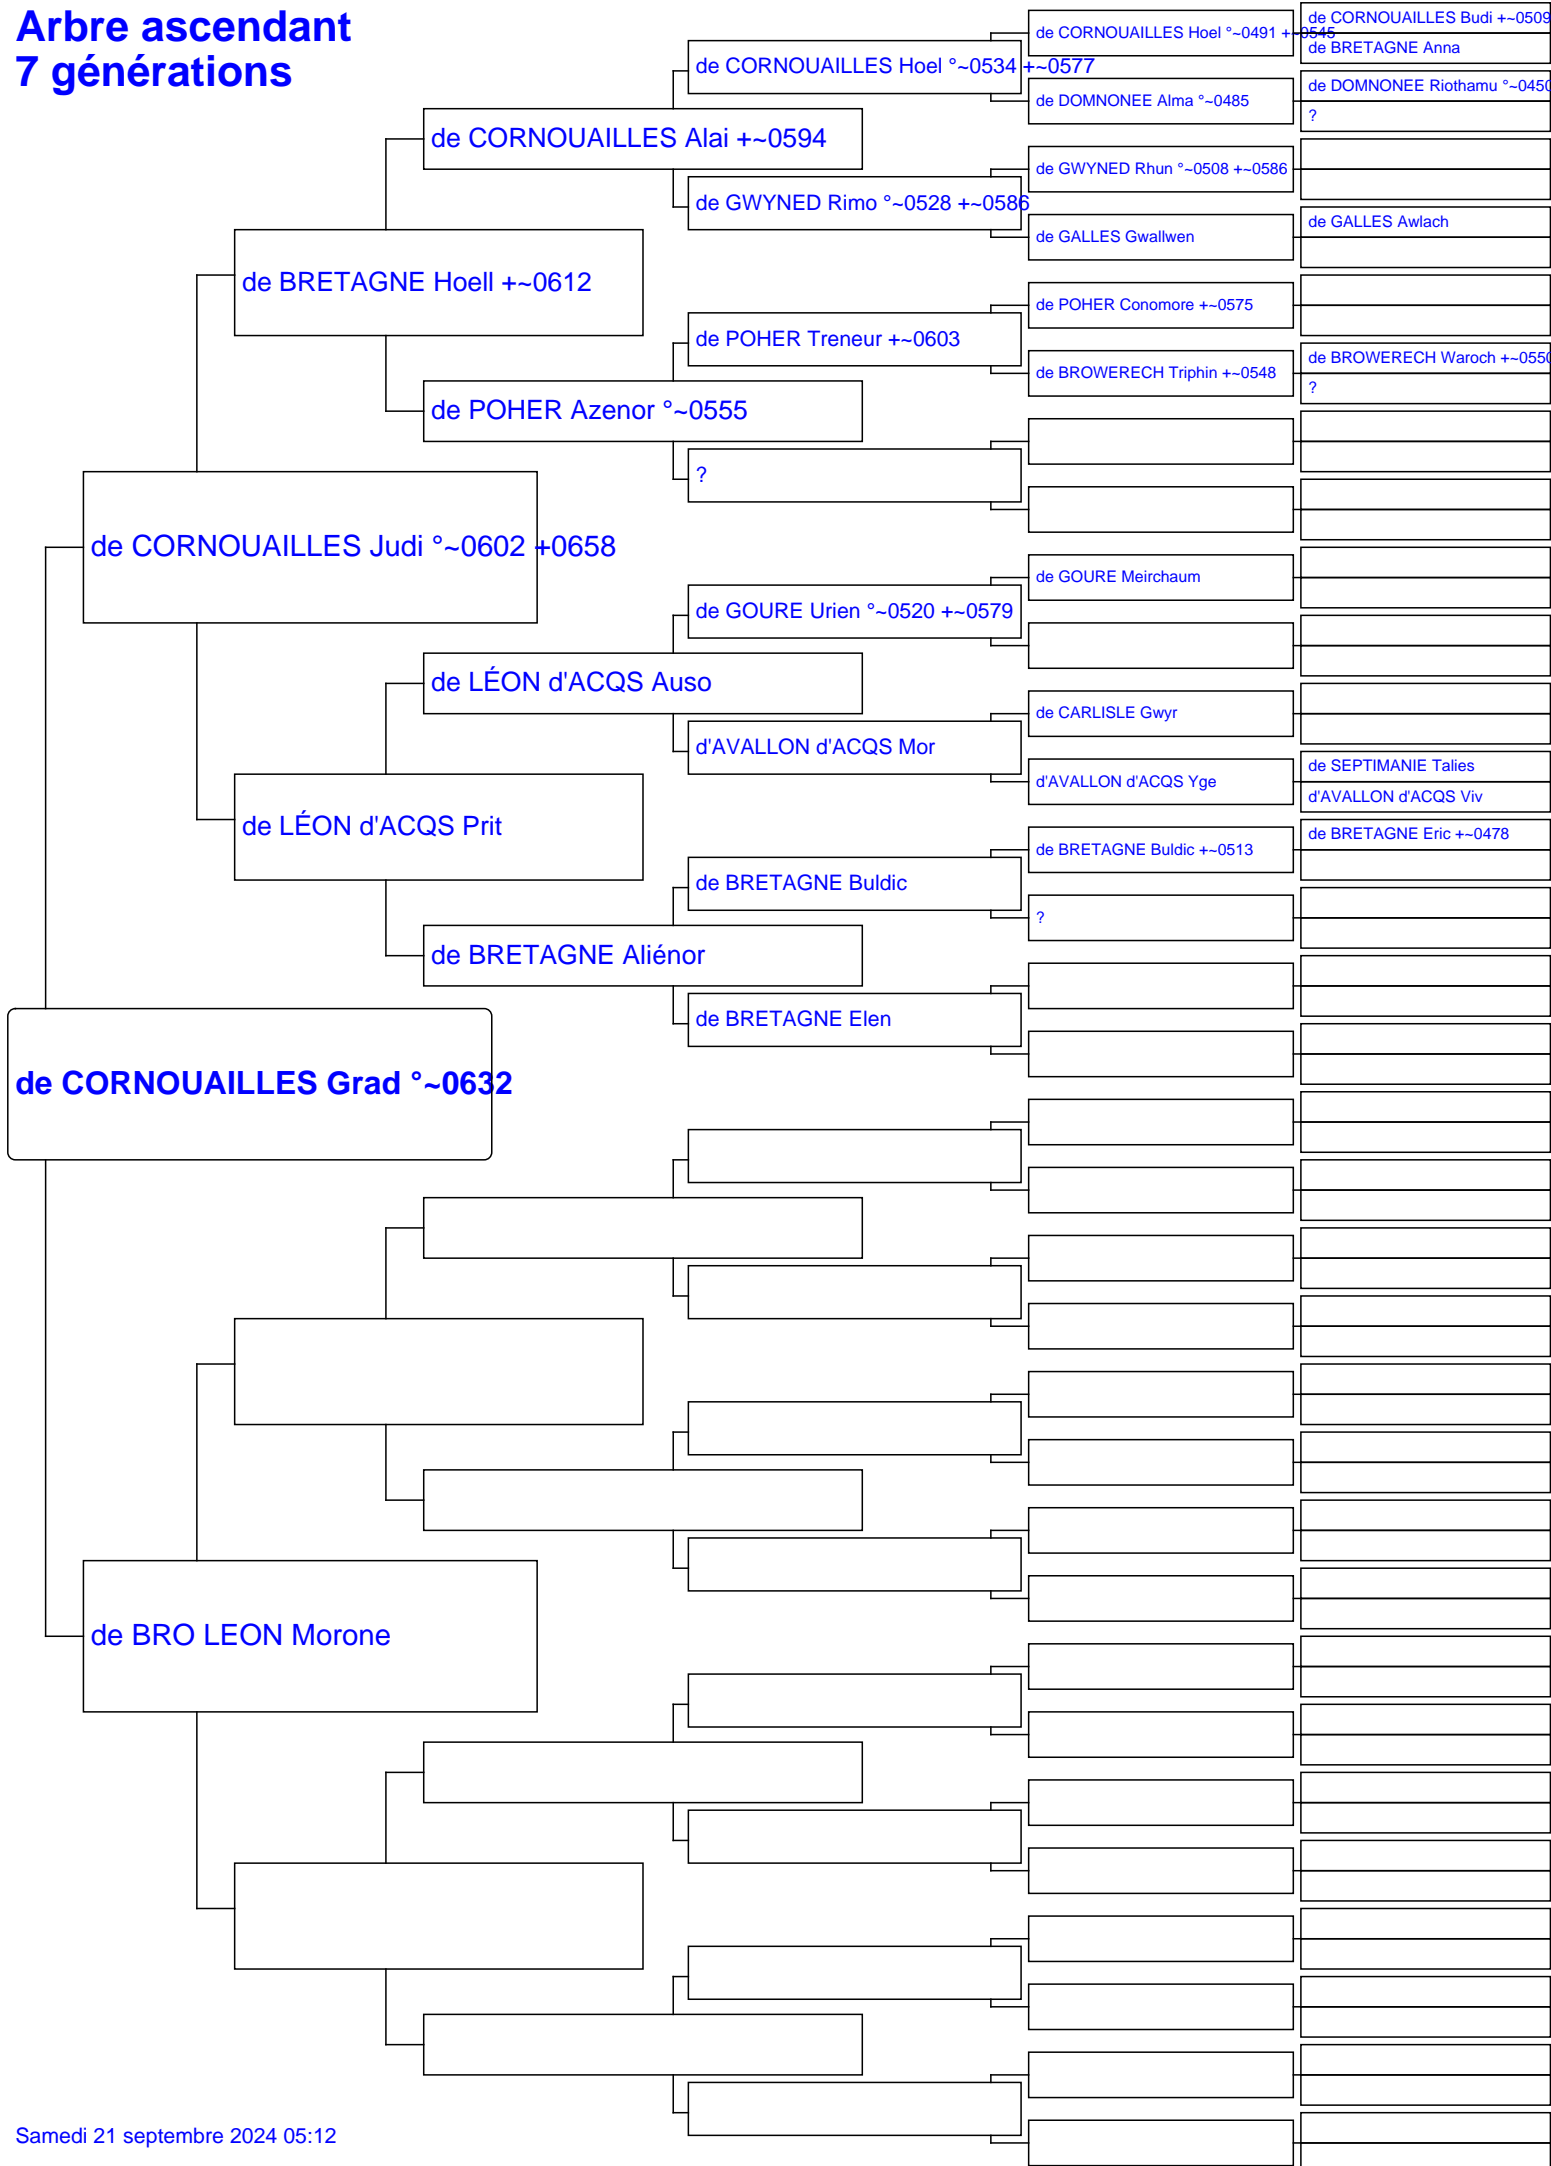 Arbre ascendant
7 générations
de CORNOUAILLES Hoel °~0491 +~0545
de CORNOUAILLES Budi +~0509
de BRETAGNE Anna
de CORNOUAILLES Hoel °~0534 +~0577
de DOMNONEE Alma °~0485
de DOMNONEE Riothamu °~0450
?
de CORNOUAILLES Alai +~0594
de GWYNED Rhun °~0508 +~0586
de GWYNED Rimo °~0528 +~0586
de GALLES Gwallwen
de GALLES Awlach
de BRETAGNE Hoell +~0612
de POHER Conomore +~0575
de POHER Treneur +~0603
de BROWERECH Triphin +~0548
de BROWERECH Waroch +~0550
?
de POHER Azenor °~0555
?
de CORNOUAILLES Judi °~0602 +0658
de GOURE Meirchaum
de GOURE Urien °~0520 +~0579
de LÉON d'ACQS Auso
de CARLISLE Gwyr
d'AVALLON d'ACQS Mor
d'AVALLON d'ACQS Yge
de SEPTIMANIE Talies
d'AVALLON d'ACQS Viv
de LÉON d'ACQS Prit
de BRETAGNE Buldic +~0513
de BRETAGNE Eric +~0478
de BRETAGNE Buldic
?
de BRETAGNE Aliénor
de BRETAGNE Elen
de CORNOUAILLES Grad °~0632
de BRO LEON Morone
Samedi 21 septembre 2024 05:12